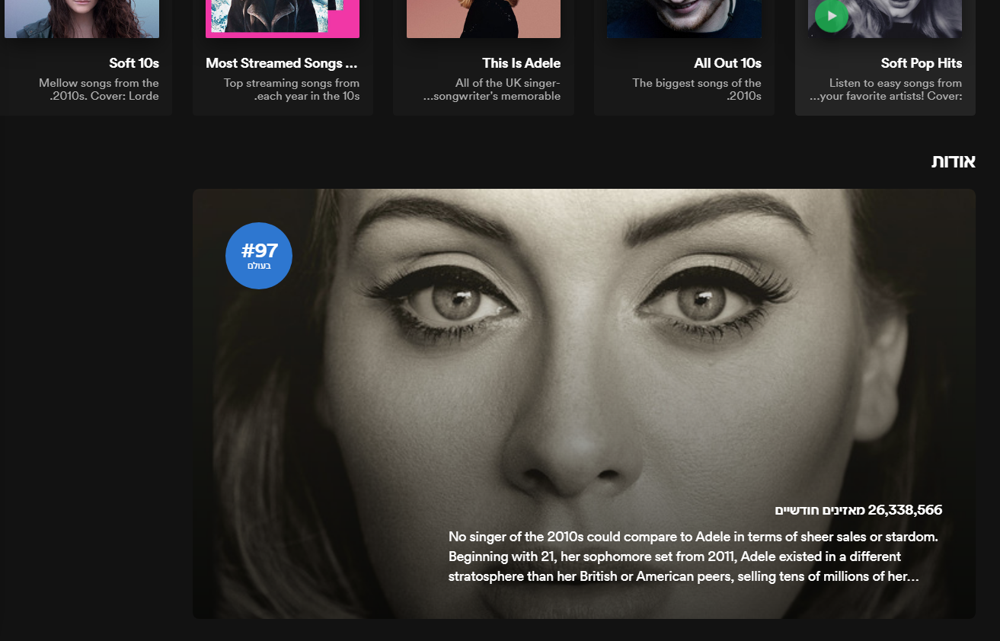 Soft Pop Hits
Listen to easy songs from
your favorite artists! Cover:...
All Out 10s
The biggest songs of the
2010s.
This Is Adele
All of the UK singer-
songwriter's memorable...
Most Streamed Songs ...
Top streaming songs from
each year in the 10s.
Soft 10s
Mellow songs from the
2010s. Cover: Lorde.
אודות
#97
בעולם
26,338,566 מאזינים חודשיים
No singer of the 2010s could compare to Adele in terms of sheer sales or stardom.
Beginning with 21, her sophomore set from 2011, Adele existed in a different
stratosphere than her British or American peers, selling tens of millions of her...